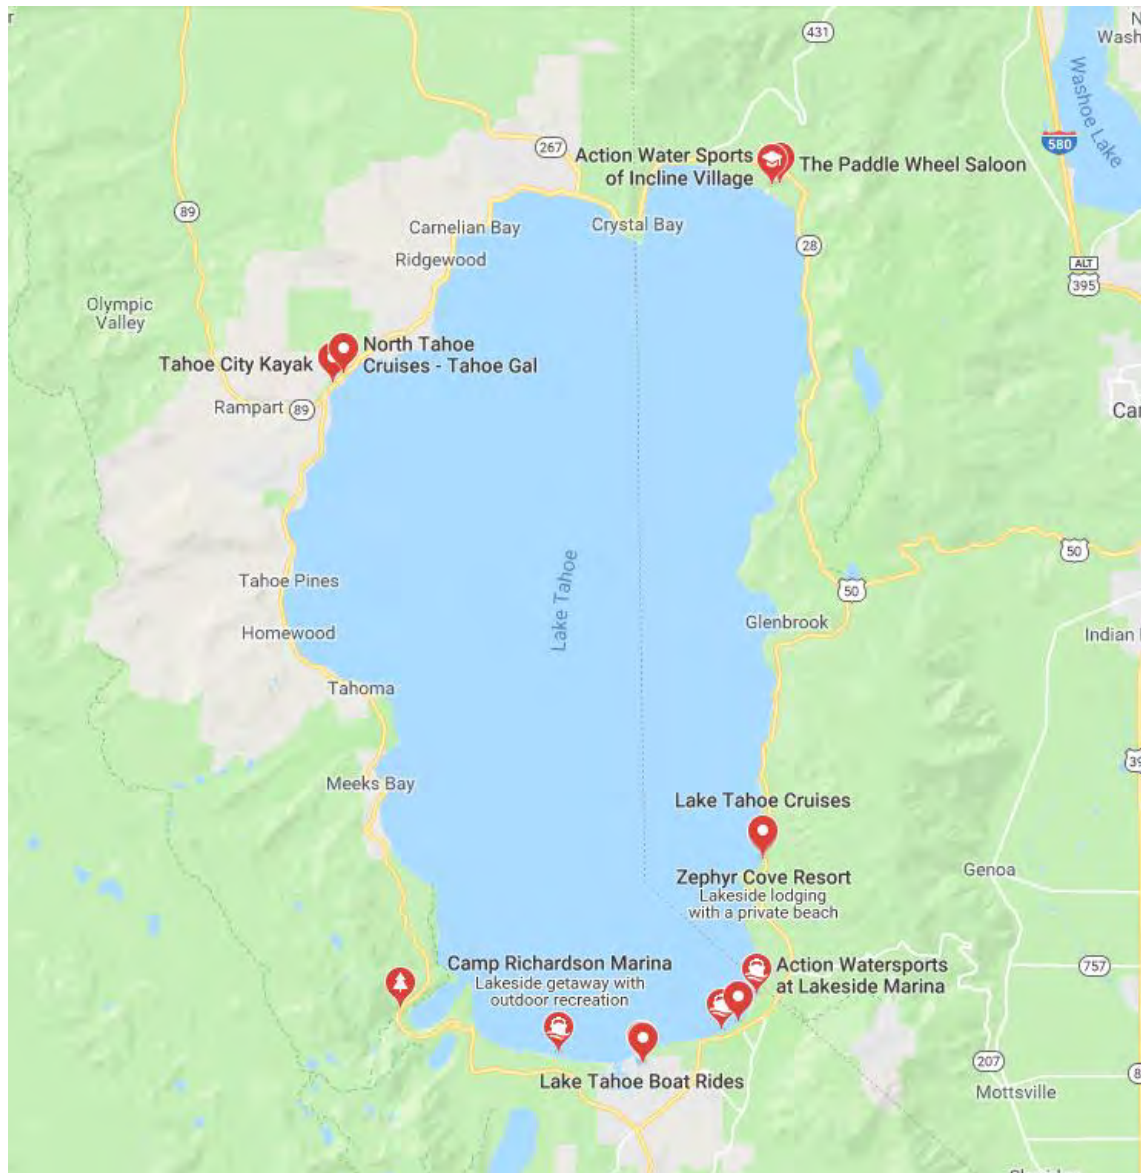 431
Washoe Lake
580
267
Action Water Sports
of Incline Village
The Paddle Wheel Saloon
89
Carnelian Bay
Crystal Bay
28
Ridgewood
ALT
395
Olympic
Valley
North Tahoe
Cruises - Tahoe Gal
Tahoe City Kayak
Rampart
89
50
Lake Tahoe
Tahoe Pines
50
Glenbrook
Homewood
Indian
Tahoma
Meeks Bay
Lake Tahoe Cruises
Zephyr Cove Resort
Lakeside lodging
with a private beach
Genoa
Camp Richardson Marina
Lakeside getaway with
outdoor recreation
Action Watersports
at Lakeside Marina
757
Lake Tahoe Boat Rides
207
Mottsville